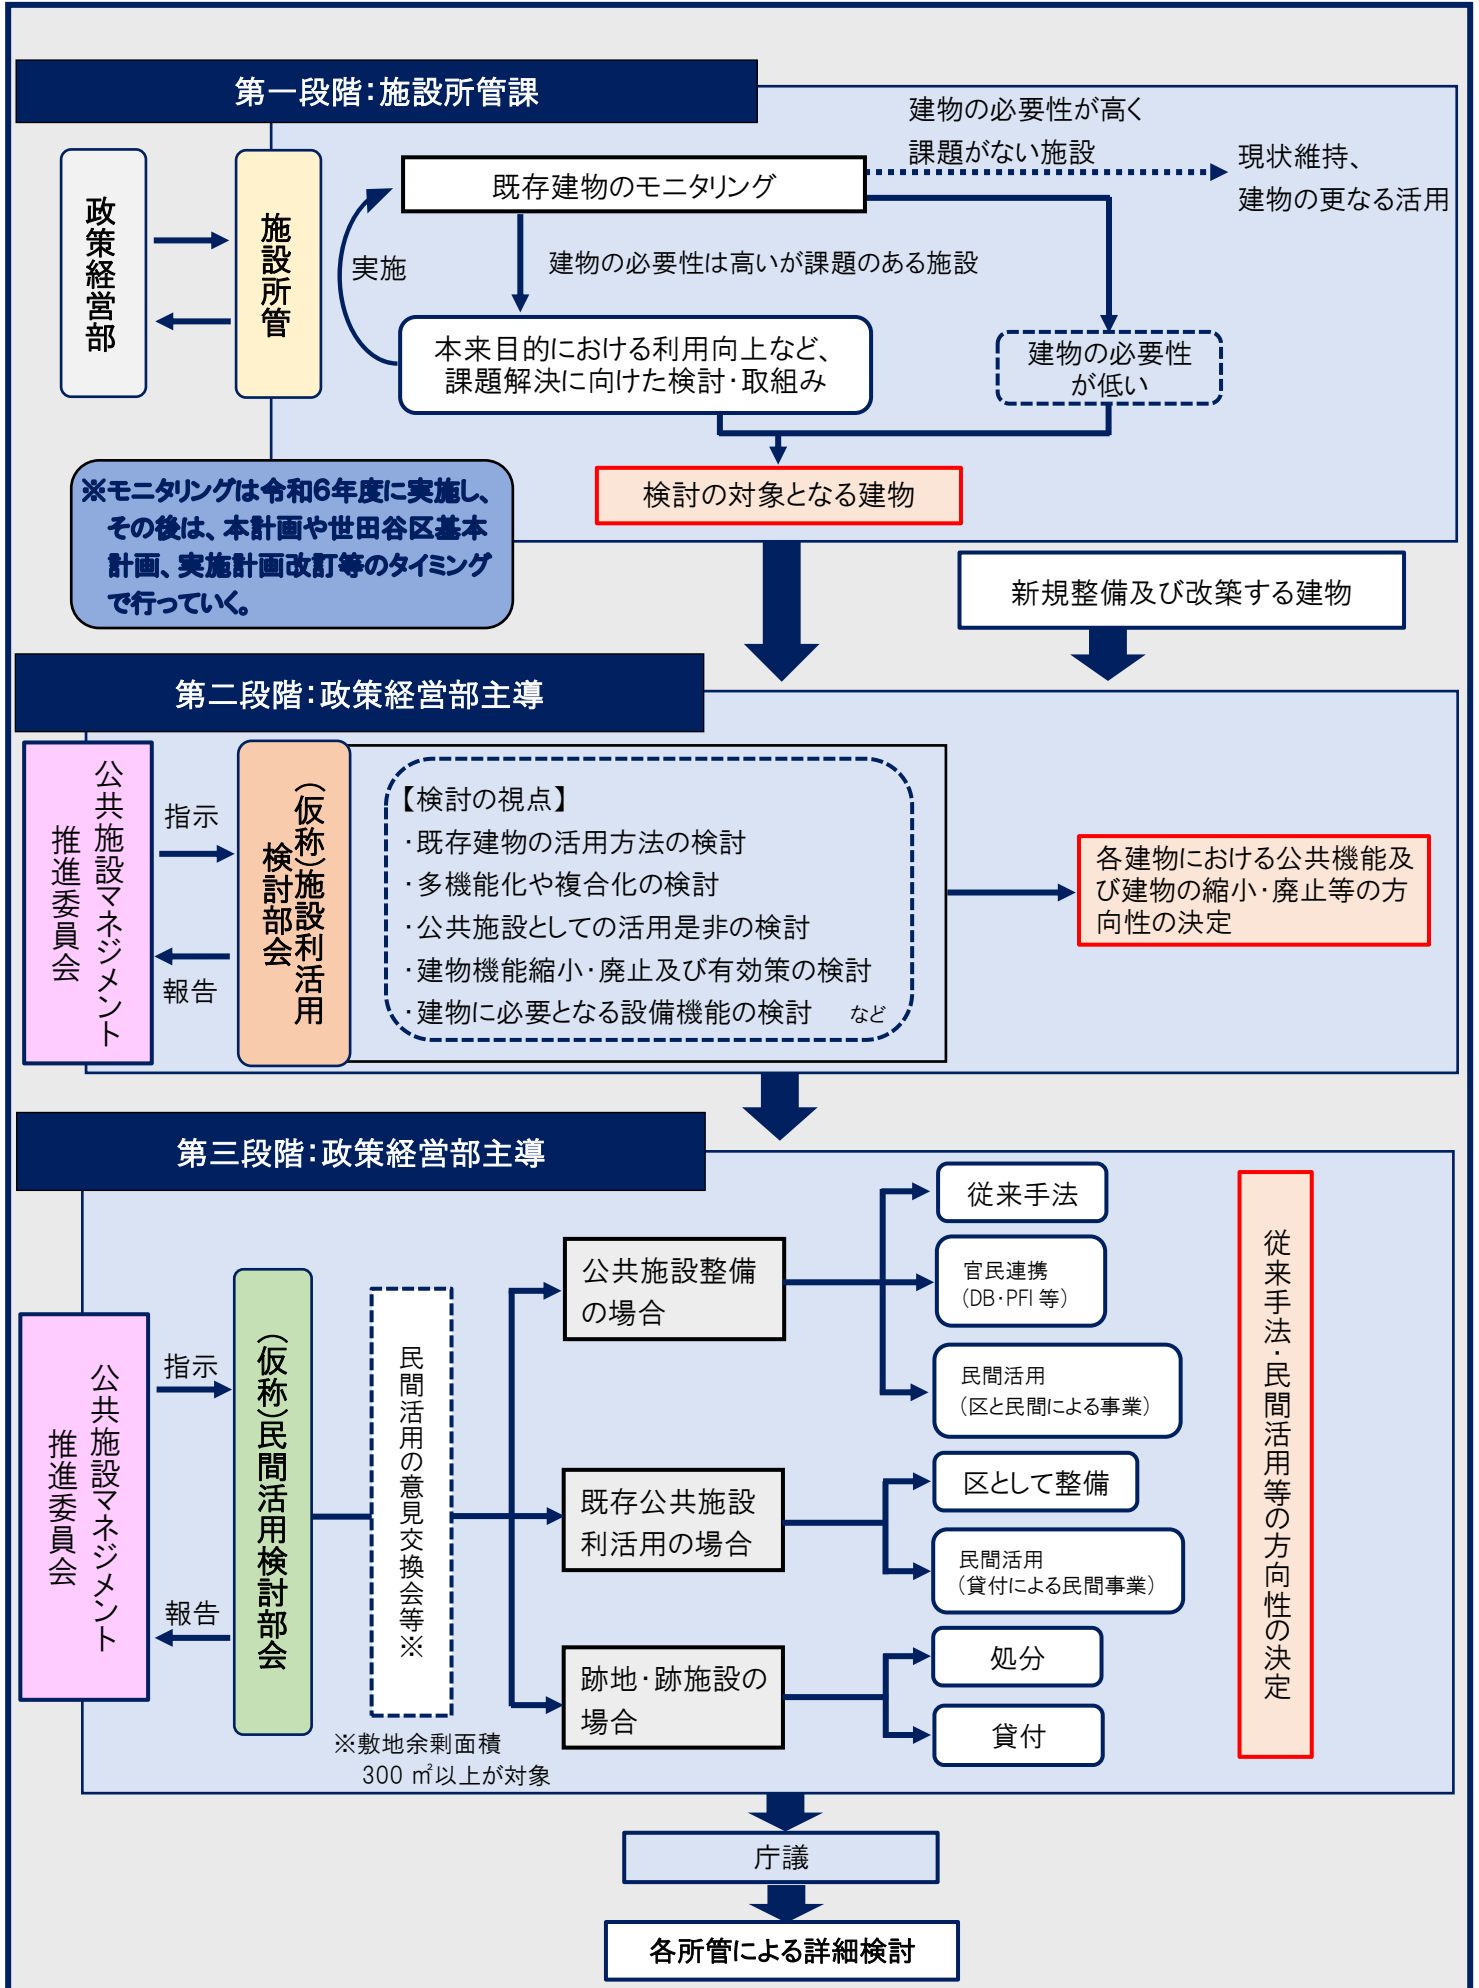 第一段階：施設所管課
政策経営部
施設所管
既存建物のモニタリング
建物の必要性が高く
課題がない施設
現状維持、
建物の更なる活用
実施
建物の必要性は高いが課題のある施設
本来目的における利用向上など、
課題解決に向けた検討・取組み
建物の必要性
が低い
検討の対象となる建物
※モニタリングは令和6年度に実施し、
その後は、本計画や世田谷区基本
計画、実施計画改訂等のタイミング
で行っていく。
新規整備及び改築する建物
第二段階：政策経営部主導
公共施設マネジメント
推進委員会
指示
報告
（仮称）施設利活用
検討部会
【検討の視点】
・既存建物の活用方法の検討
・多機能化や複合化の検討
・公共施設としての活用是非の検討
・建物機能縮小・廃止及び有効策の検討
・建物に必要となる設備機能の検討　など
各建物における公共機能及
び建物の縮小・廃止等の方
向性の決定
第三段階：政策経営部主導
公共施設マネジメント
推進委員会
指示
報告
（仮称）民間活用検討部会
民間活用の意見交換会等※
※敷地余剰面積
300 ㎡以上が対象
公共施設整備
の場合
従来手法
官民連携
（DB・PFI 等）
民間活用
（区と民間による事業）
既存公共施設
利活用の場合
区として整備
民間活用
（貸付による民間事業）
跡地・跡施設の
場合
処分
貸付
従来手法・民間活用等の方向性の決定
庁議
各所管による詳細検討